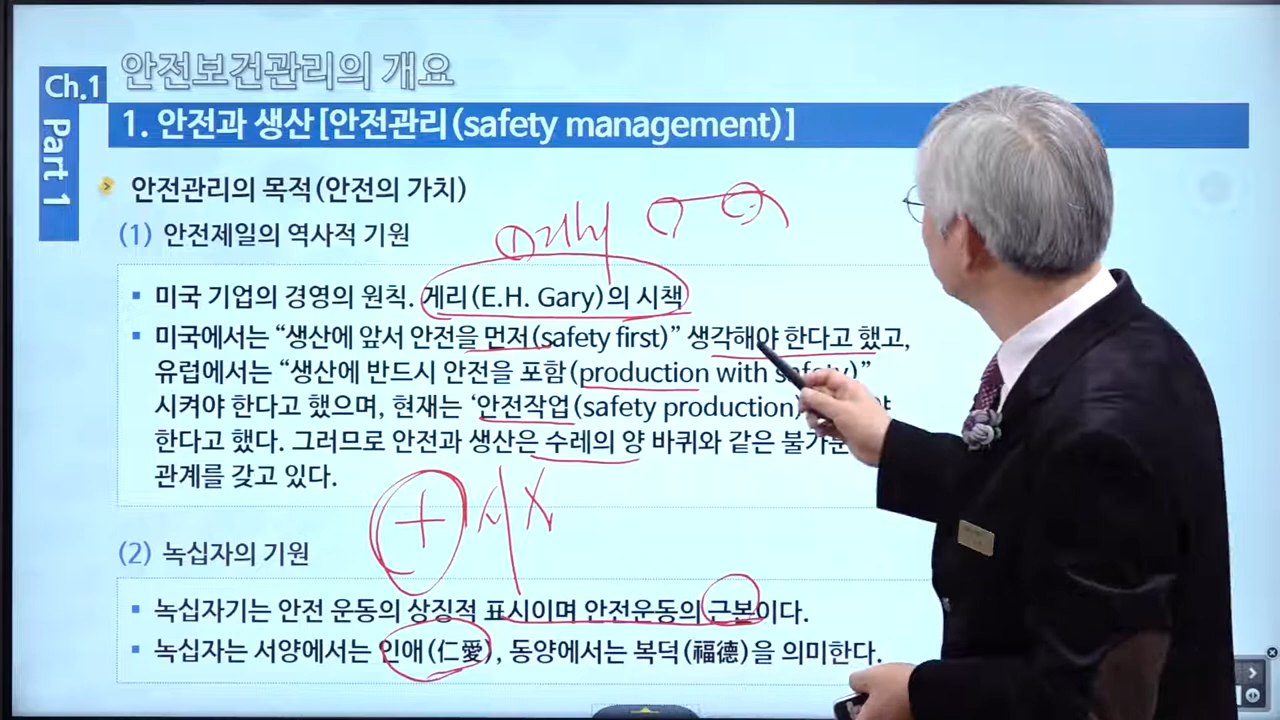 안전보건관리의 개요
Ch.1
Part 1
1. 안전과 생산 [안전관리(safety management)]
안전관리의 목적(안전의 가치)
(1) 안전제일의 역사적 기원
미국 기업의 경영의 원칙. 게리(E.H. Gary)의 시책
미국에서는 “생산에 앞서 안전을 먼저(safety first)” 생각해야 한다고 했고,
유럽에서는 “생산에 반드시 안전을 포함(production with safety)”
시켜야 한다고 했으며, 현재는 ‘안전작업(safety production)
한다고 했다. 그러므로 안전과 생산은 수레의 양 바퀴와 같은
관계를 갖고 있다.
(2) 녹십자의 기원
녹십자기는 안전 운동의 상징적 표시이며 안전운동의 근본이다.
녹십자는 서양에서는 인애(仁愛), 동양에서는 복덕(福德)을 의미한다.